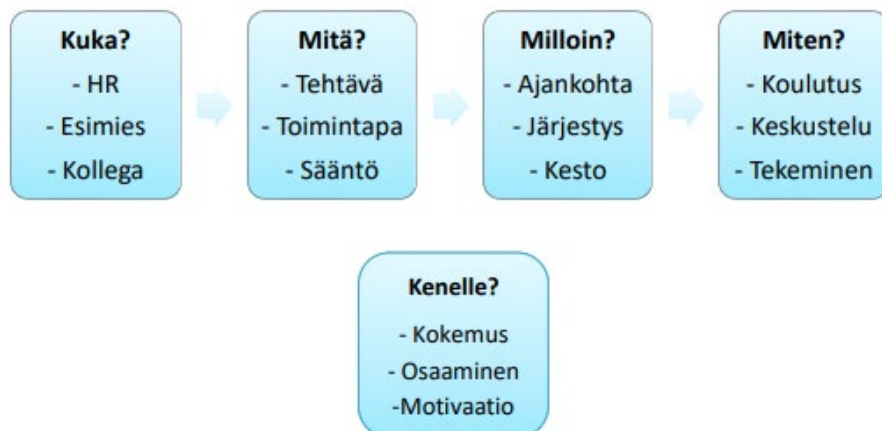 Kuka?
- HR
- Esimies
- Kollega
Mitä?
- Tehtävä
- Toimintapa
- Sääntö
Milloin?
- Ajankohta
- Järjestys
- Kesto
Miten?
- Koulutus
- Keskustelu
- Tekeminen
Kenelle?
- Kokemus
- Osaaminen
-Motivaatio